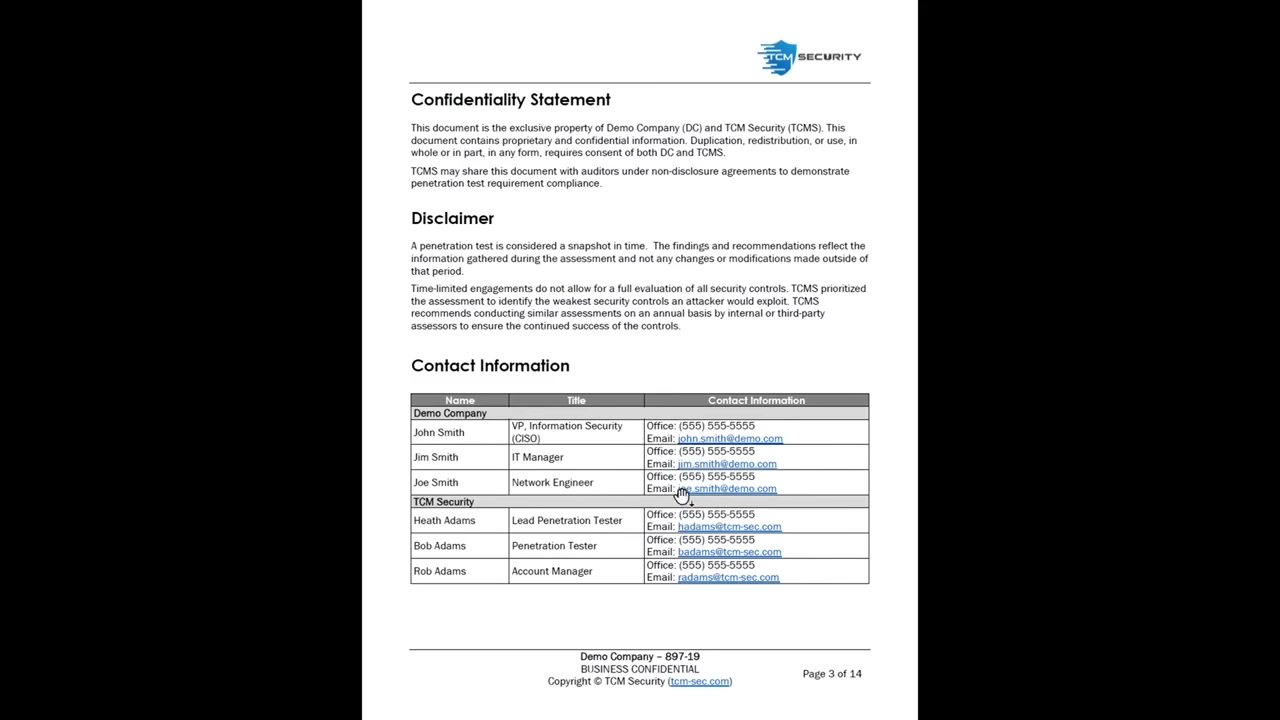 TCM SECURITY
Confidentiality Statement
This document is the exclusive property of Demo Company (DC) and TCM Security (TCMS). This
document contains proprietary and confidential information. Duplication, redistribution, or use, in
whole or in part, in any form, requires consent of both DC and TCMS.
TCMS may share this document with auditors under non-disclosure agreements to demonstrate
penetration test requirement compliance.
Disclaimer
A penetration test is considered a snapshot in time. The findings and recommendations reflect the
information gathered during the assessment and not any changes or modifications made outside of
that period.
Time-limited engagements do not allow for a full evaluation of all security controls. TCMS prioritized
the assessment to identify the weakest security controls an attacker would exploit. TCMS
recommends conducting similar assessments on an annual basis by internal or third-party
assessors to ensure the continued success of the controls.
Contact Information
Name Title Contact Information
Demo Company
John Smith VP, Information Security (CISO) Office: (555) 555-5555
Email: john.smith@demo.com
Jim Smith IT Manager Office: (555) 555-5555
Email: jim.smith@demo.com
Joe Smith Network Engineer Office: (555) 555-5555
Email: joe.smith@demo.com
TCM Security
Heath Adams Lead Penetration Tester Office: (555) 555-5555
Email: hadams@tcm-sec.com
Bob Adams Penetration Tester Office: (555) 555-5555
Email: badams@tcm-sec.com
Rob Adams Account Manager Office: (555) 555-5555
Email: radams@tcm-sec.com
Demo Company – 897-19
BUSINESS CONFIDENTIAL
Copyright © TCM Security (tcm-sec.com)
Page 3 of 14